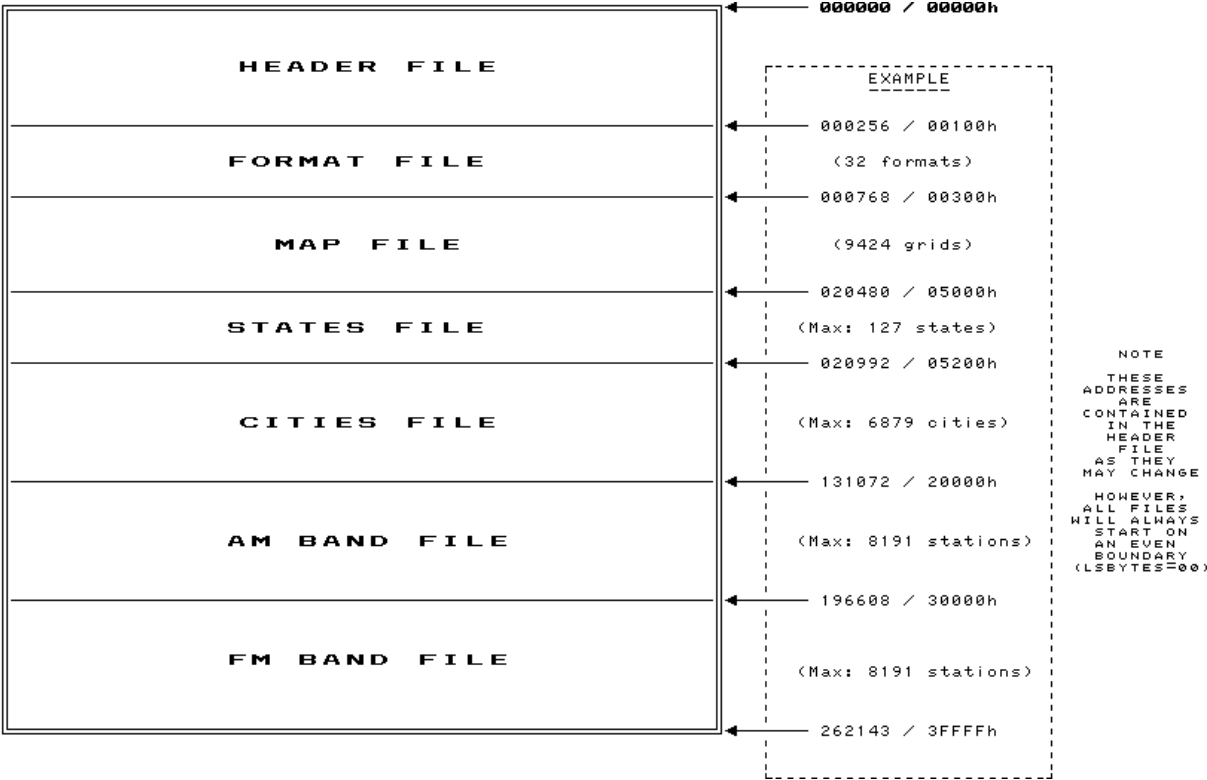 000000 / 00000h
HEADER FILE
EXAMPLE
000256 / 00100h
FORMAT FILE
(32 formats)
000768 / 00300h
MAP FILE
(9424 grids)
020480 / 05000h
STATES FILE
(Max: 127 states)
020992 / 05200h
CITIES FILE
(Max: 6879 cities)
131072 / 20000h
AM BAND FILE
(Max: 8191 stations)
196608 / 30000h
FM BAND FILE
(Max: 8191 stations)
262143 / 3FFFFh
NOTE
THESE
ADDRESSES
ARE
CONTAINED
IN THE
HEADER
FILE
AS THEY
MAY CHANGE
HOWEVER,
ALL FILES
WILL ALWAYS
START ON
AN EVEN
BOUNDARY
(LSBYTES=00)